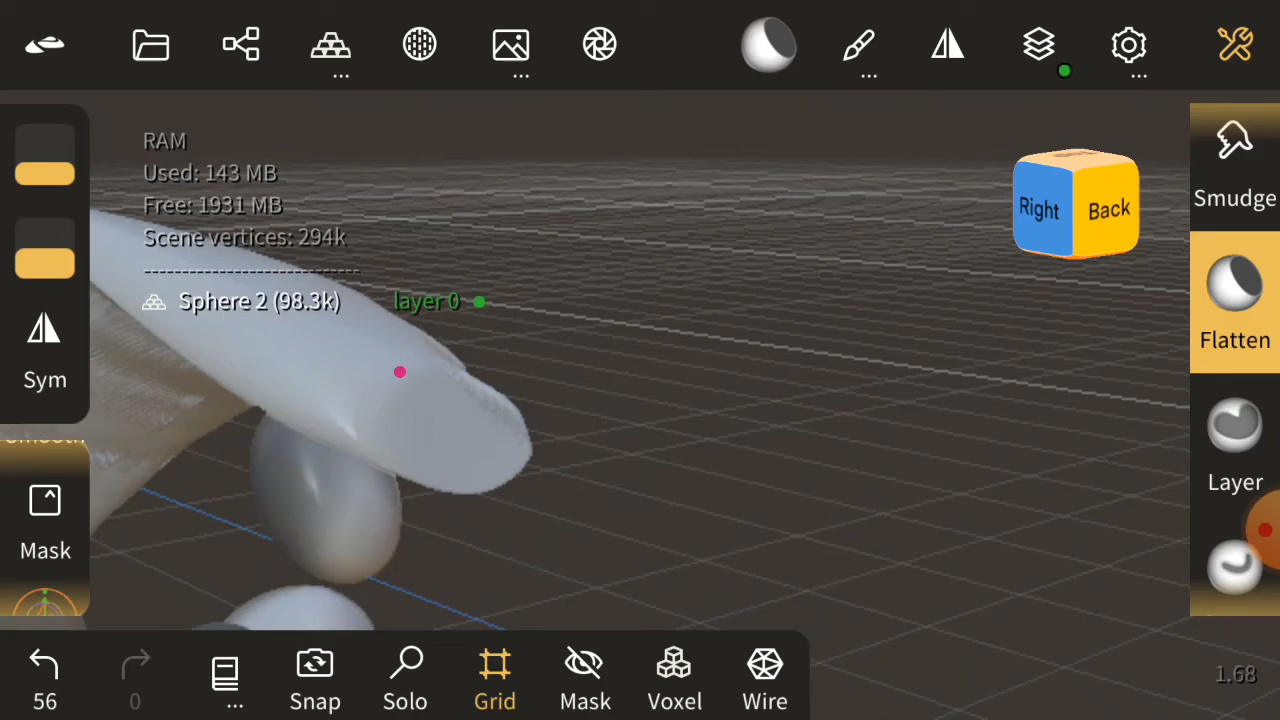 RAM
Used: 143 MB
Free: 1931 MB
Scene vertices: 294k
----------------------------
Sphere 2 (98.3k) layer 0
Right
Back
Sym
Smooth
Mask
Smudge
Flatten
Layer
56
0
...
Snap
Solo
Grid
Mask
Voxel
Wire
1.68